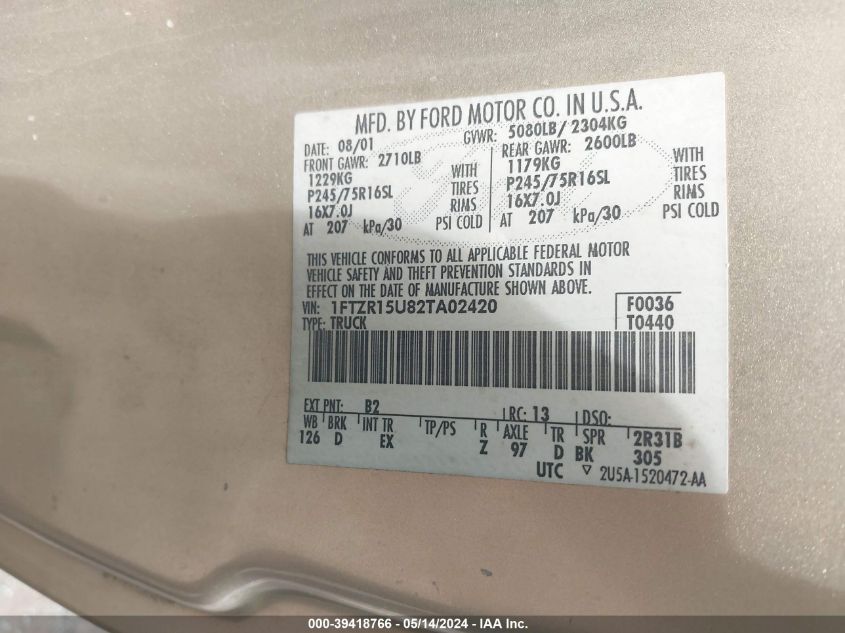 MFD. BY FORD MOTOR CO. IN U.S.A.
DATE: 08/01 GVWR: 5080LB/ 2304KG
FRONT GAWR: 2710LB REAR GAWR: 2600LB
1229KG WITH 1179KG WITH
P245/75R16SL TIRES P245/75R16SL TIRES
16X7.0J RIMS 16X7.0J RIMS
AT 207 kPa/30 PSI COLD AT 207 kPa/30 PSI COLD
THIS VEHICLE CONFORMS TO ALL APPLICABLE FEDERAL MOTOR
VEHICLE SAFETY AND THEFT PREVENTION STANDARDS IN
EFFECT ON THE DATE OF MANUFACTURE SHOWN ABOVE.
VIN: 1FTZR15U82TA02420 F0036
TYPE: TRUCK T0440
EXT PNT: B2 RC: 13 DSO:
WB BRK INT TR TP/PS R AXLE TR SPR 2R31B
126 D EX Z 97 D BK 305
UTC ▽ 2U5A-1520472-AA
000-39418766 - 05/14/2024 - IAA Inc.